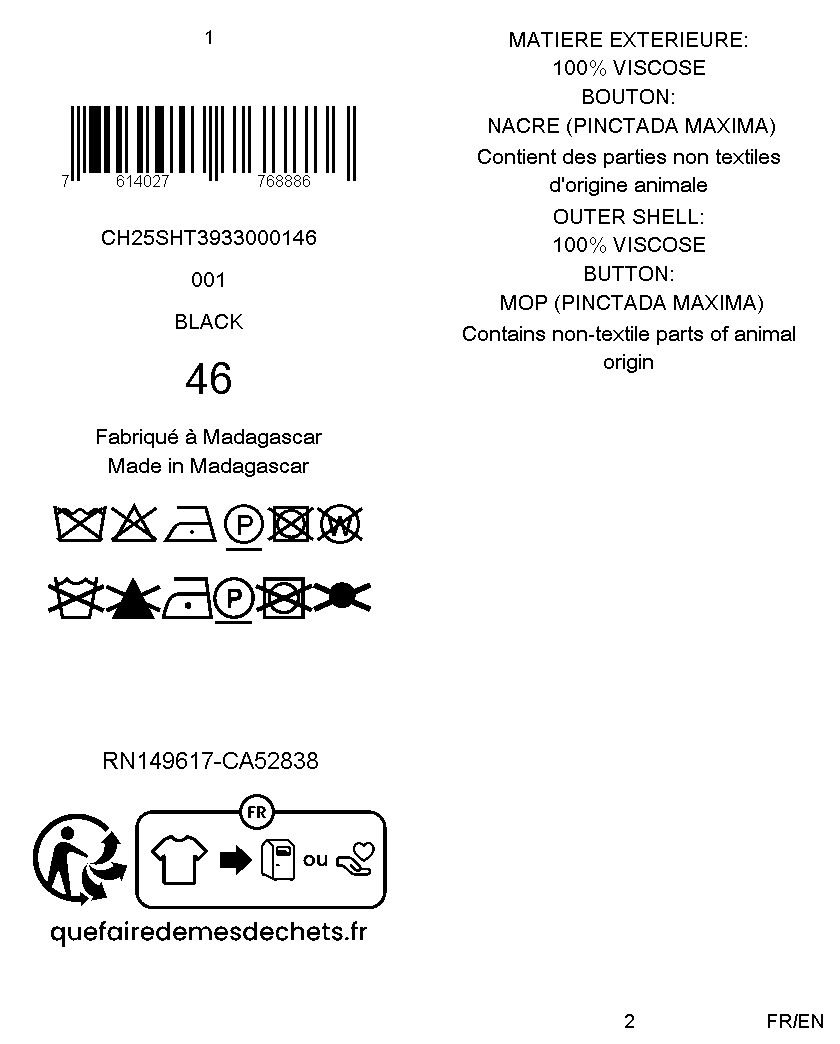 1
7 614027 768886
CH25SHT3933000146
001
BLACK
46
Fabriqué à Madagascar
Made in Madagascar
P
W
P
RN149617-CA52838
FR
ou
quefairedemesdechets.fr
MATIERE EXTERIEURE:
100% VISCOSE
BOUTON:
NACRE (PINCTADA MAXIMA)
Contient des parties non textiles
d'origine animale
OUTER SHELL:
100% VISCOSE
BUTTON:
MOP (PINCTADA MAXIMA)
Contains non-textile parts of animal
origin
2
FR/EN